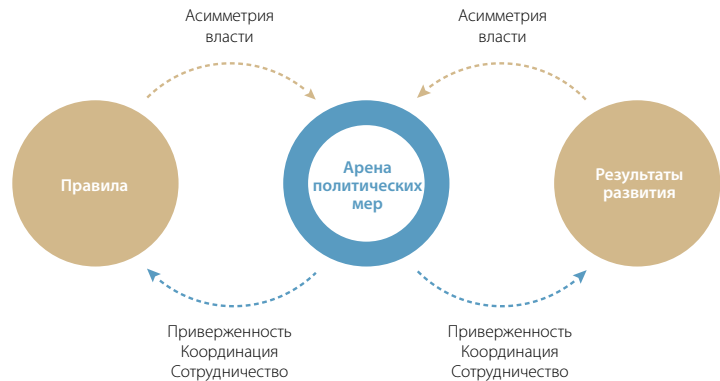 Асимметрия
власти
Асимметрия
власти
Правила
Арена
политических
мер
Результаты
развития
Приверженность
Координация
Сотрудничество
Приверженность
Координация
Сотрудничество